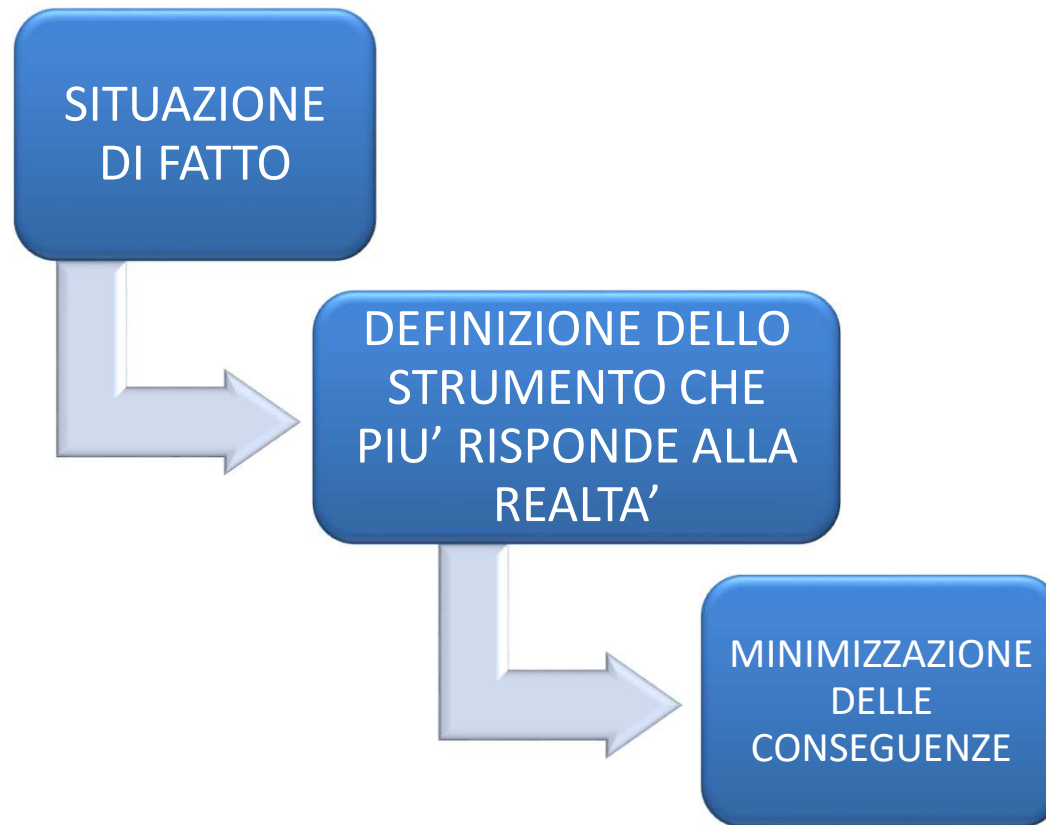 SITUAZIONE
DI FATTO
DEFINIZIONE DELLO
STRUMENTO CHE
PIU’ RISPONDE ALLA
REALTA’
MINIMIZZAZIONE
DELLE
CONSEGUENZE